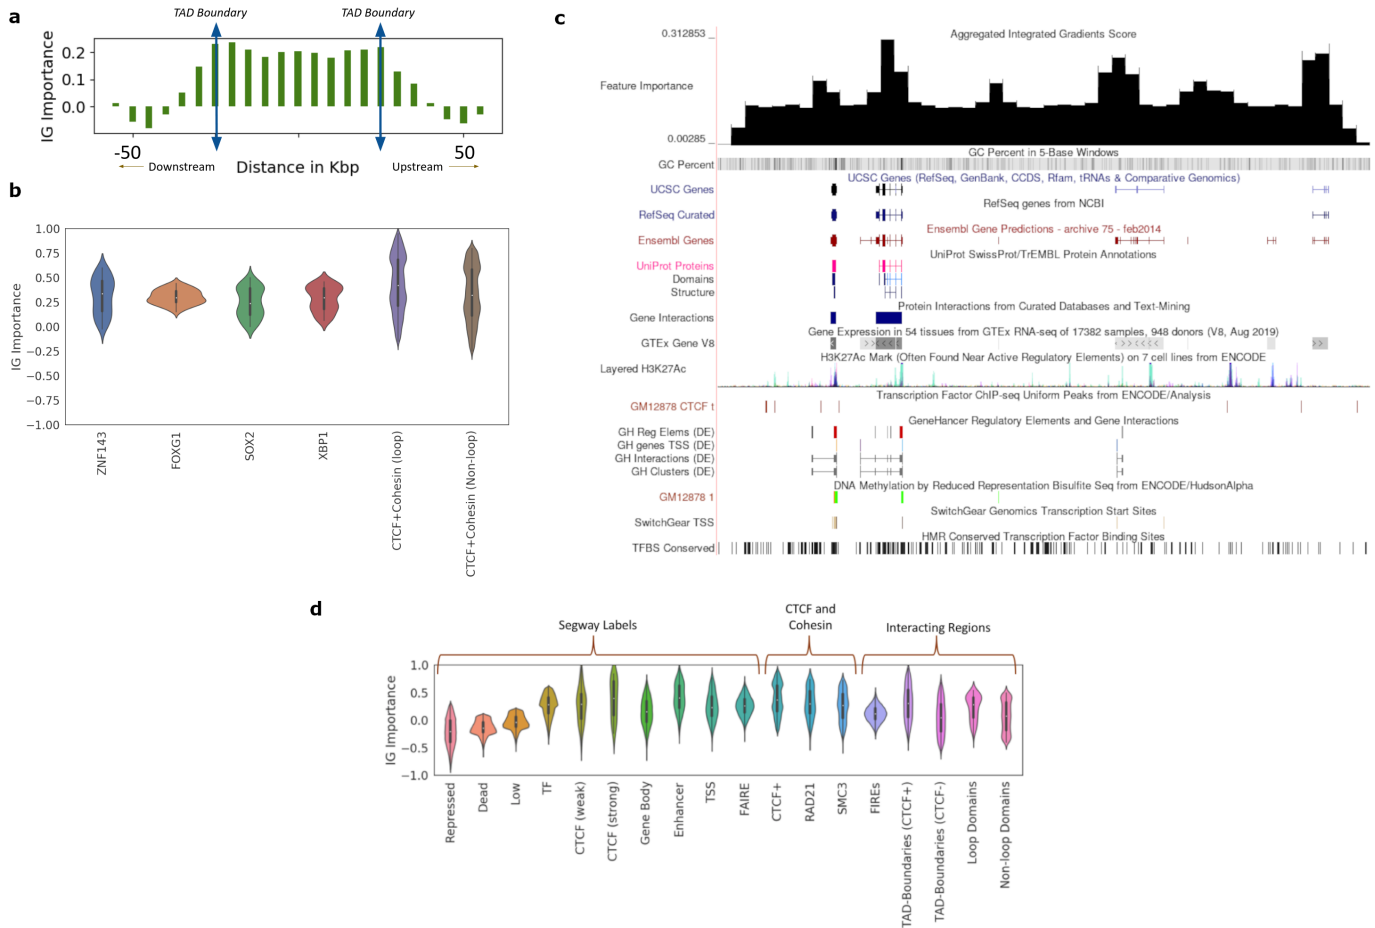 a
TAD Boundary
TAD Boundary
IG Importance
0.2
0.1
0.0
-50
50
Downstream
Distance in Kbp
Upstream
b
IG Importance
1.00
0.75
0.50
0.25
0.00
−0.25
−0.50
−0.75
−1.00
ZNF143
FOXG1
SOX2
XBP1
CTCF+Cohesin (loop)
CTCF+Cohesin (Non-loop)
c
0.312853
Aggregated Integrated Gradients Score
Feature Importance
0.00285
GC Percent in 5-Base Windows
GC Percent
UCSC Genes (RefSeq, GenBank, CCDS, Rfam, tRNAs & Comparative Genomics)
UCSC Genes
RefSeq genes from NCBI
RefSeq Curated
Ensembl Gene Predictions - archive 75 - feb2014
Ensembl Genes
UniProt SwissProt/TrEMBL Protein Annotations
UniProt Proteins
Domains
Structure
Protein Interactions from Curated Databases and Text-Mining
Gene Interactions
Gene Expression in 54 tissues from GTEx RNA-seq of 17382 samples, 948 donors (V8, Aug 2019)
GTEx Gene V8
H3K27Ac Mark (Often Found Near Active Regulatory Elements) on 7 cell lines from ENCODE
Layered H3K27Ac
Transcription Factor ChIP-seq Uniform Peaks from ENCODE/Analysis
GM12878 CTCF t
GeneHancer Regulatory Elements and Gene Interactions
GH Reg Elems (DE)
GH genes TSS (DE)
GH Interactions (DE)
GH Clusters (DE)
DNA Methylation by Reduced Representation Bisulfite Seq from ENCODE/HudsonAlpha
GM12878 1
SwitchGear Genomics Transcription Start Sites
SwitchGear TSS
HMR Conserved Transcription Factor Binding Sites
TFBS Conserved
d
Segway Labels
CTCF and
Cohesin
Interacting Regions
IG Importance
1.0
0.5
0.0
−0.5
−1.0
Repressed
Dead
Low
TF
CTCF (weak)
CTCF (strong)
Gene Body
Enhancer
TSS
FAIRE
CTCF+
RAD21
SMC3
FIREs
TAD-Boundaries (CTCF+)
TAD-Boundaries (CTCF-)
Loop Domains
Non-loop Domains